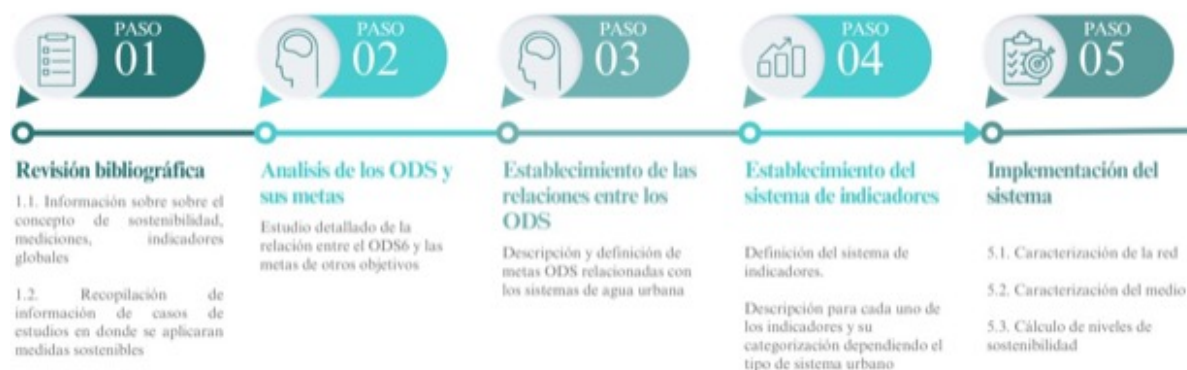 PASO
01
Revisión bibliográfica
1.1. Información sobre sobre el
concepto de sostenibilidad,
mediciones, indicadores
globales
1.2. Recopilación de
información de casos de
estudios en donde se aplicaran
medidas sostenibles
PASO
02
Analisis de los ODS y
sus metas
Estudio detallado de la
relación entre el ODS6 y las
metas de otros objetivos
PASO
03
Establecimiento de las
relaciones entre los
ODS
Descripción y definición de
metas ODS relacionadas con
los sistemas de agua urbana
PASO
04
Establecimiento del
sistema de indicadores
Definición del sistema de
indicadores.
Descripción para cada uno de
los indicadores y su
categorización dependiendo el
tipo de sistema urbano
PASO
05
Implementación del
sistema
5.1. Caracterización de la red
5.2. Caracterización del medio
5.3. Cálculo de niveles de
sostenibilidad